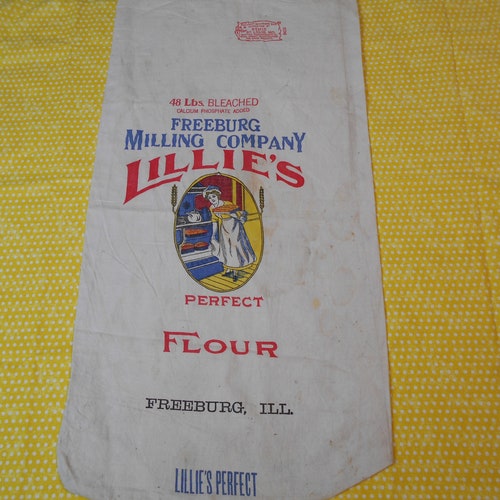 48 Lbs. BLEACHED
CALCIUM PHOSPHATE ADDED
FREEBURG
MILLING COMPANY
LILLIE'S
PERFECT
FLOUR
FREEBURG, ILL.
LILLIE'S PERFECT